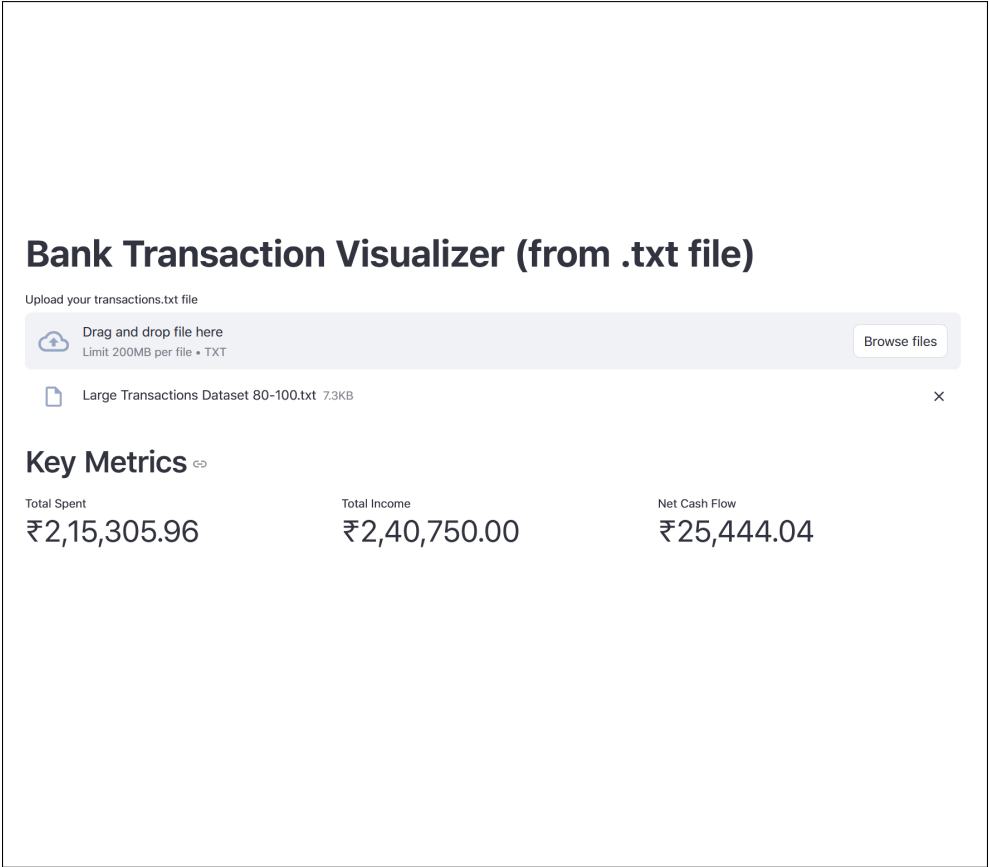 Bank Transaction Visualizer (from .txt file)
Upload your transactions.txt file
Drag and drop file here
Limit 200MB per file • TXT
Browse files
Large Transactions Dataset 80-100.txt 7.3KB
Key Metrics
Total Spent
₹2,15,305.96
Total Income
₹2,40,750.00
Net Cash Flow
₹25,444.04